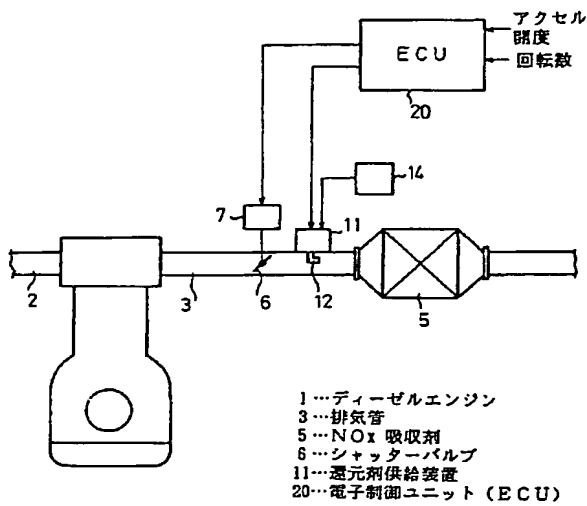 アクセル
開度
ECU
回転数
20
14
7
11
2
3
6
12
5
1…ディーゼルエンジン
3…排気管
5…NOx 吸収剤
6…シャッターバルブ
11…還元剤供給装置
20…電子制御ユニット（ECU）